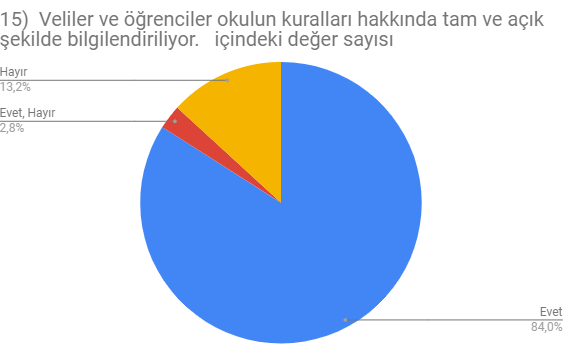 15)  Veliler ve öğrenciler okulun kuralları hakkında tam ve açık
şekilde bilgilendiriliyor.   içindeki değer sayısı
Hayır
13,2%
Evet, Hayır
2,8%
Evet
84,0%